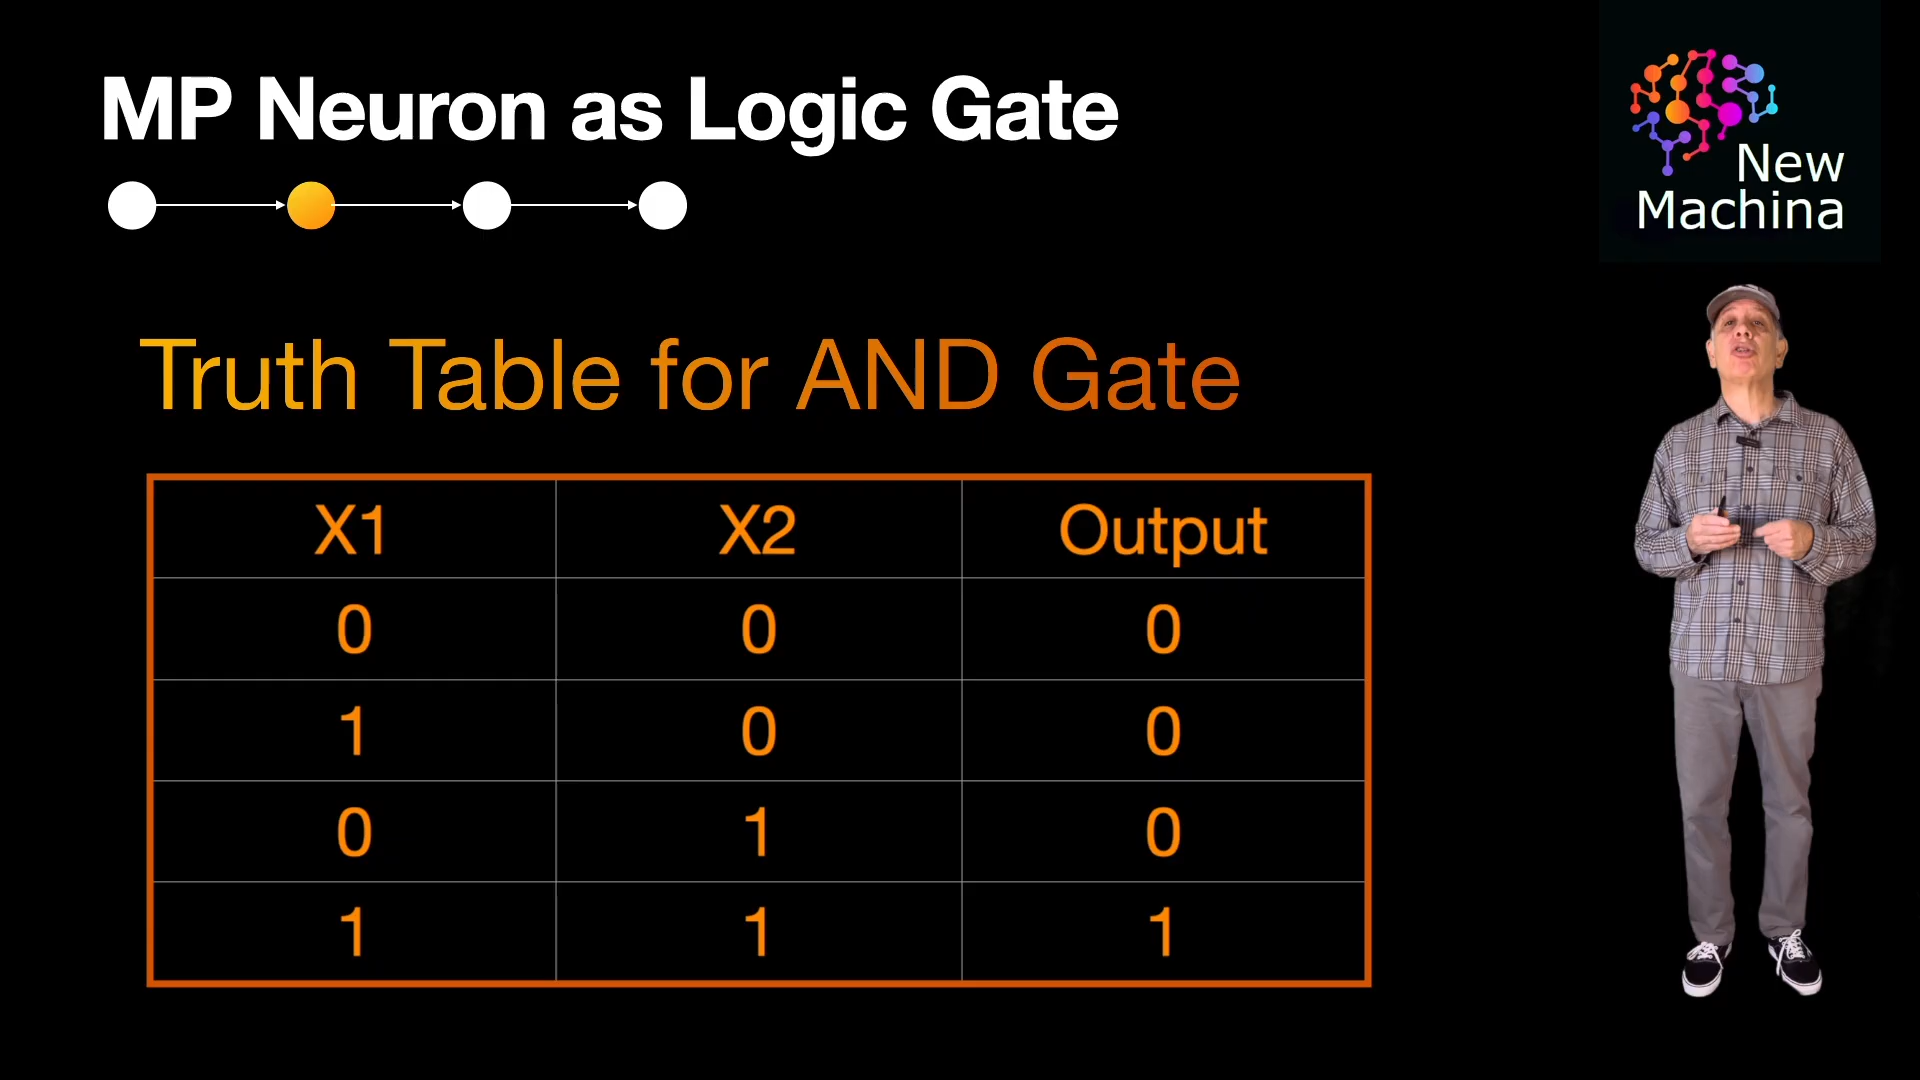 MP Neuron as Logic Gate
New
Machina
Truth Table for AND Gate
X1 X2 Output
0 0 0
1 0 0
0 1 0
1 1 1